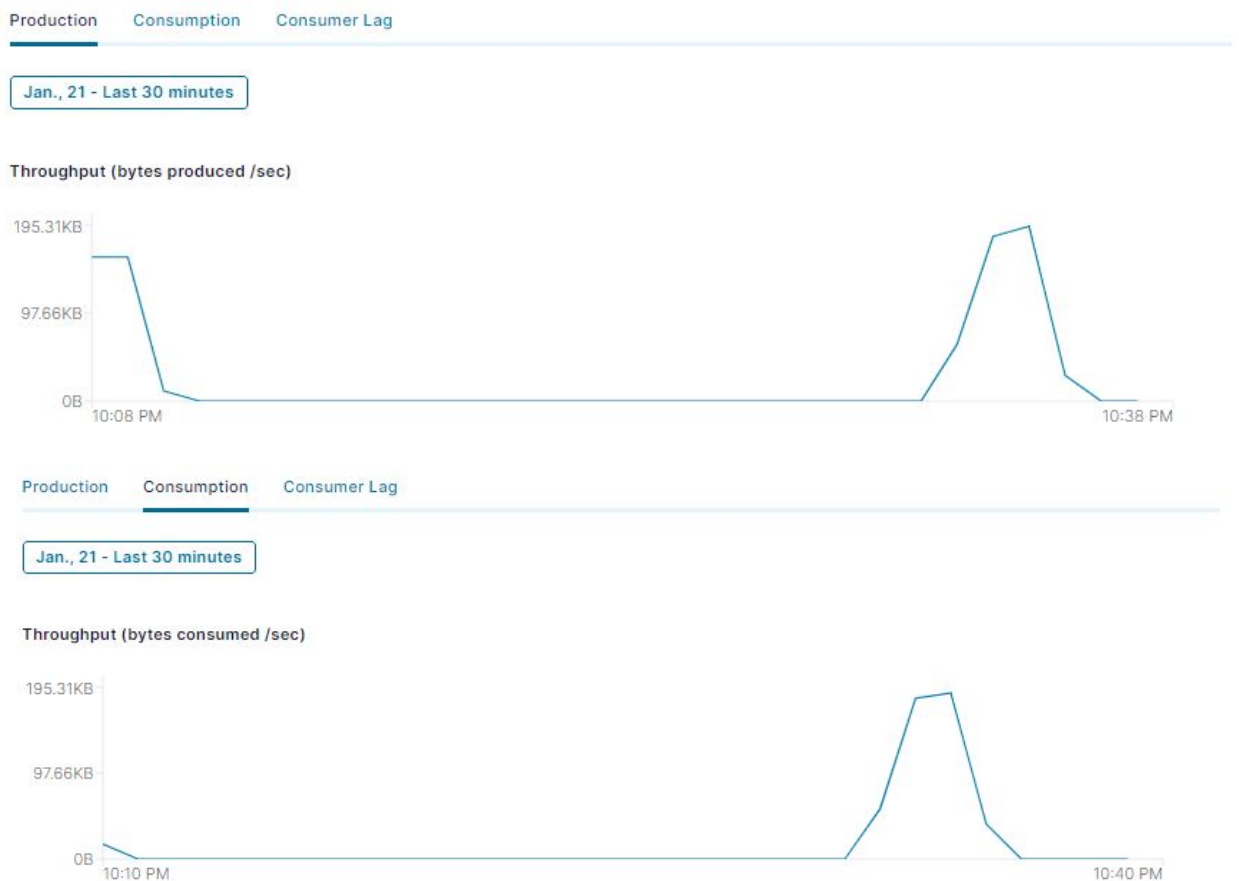 Production Consumption Consumer Lag
Jan., 21 - Last 30 minutes
Throughput (bytes produced /sec)
195.31KB
97.66KB
0B
10:08 PM 10:38 PM
Production Consumption Consumer Lag
Jan., 21 - Last 30 minutes
Throughput (bytes consumed /sec)
195.31KB
97.66KB
0B
10:10 PM 10:40 PM